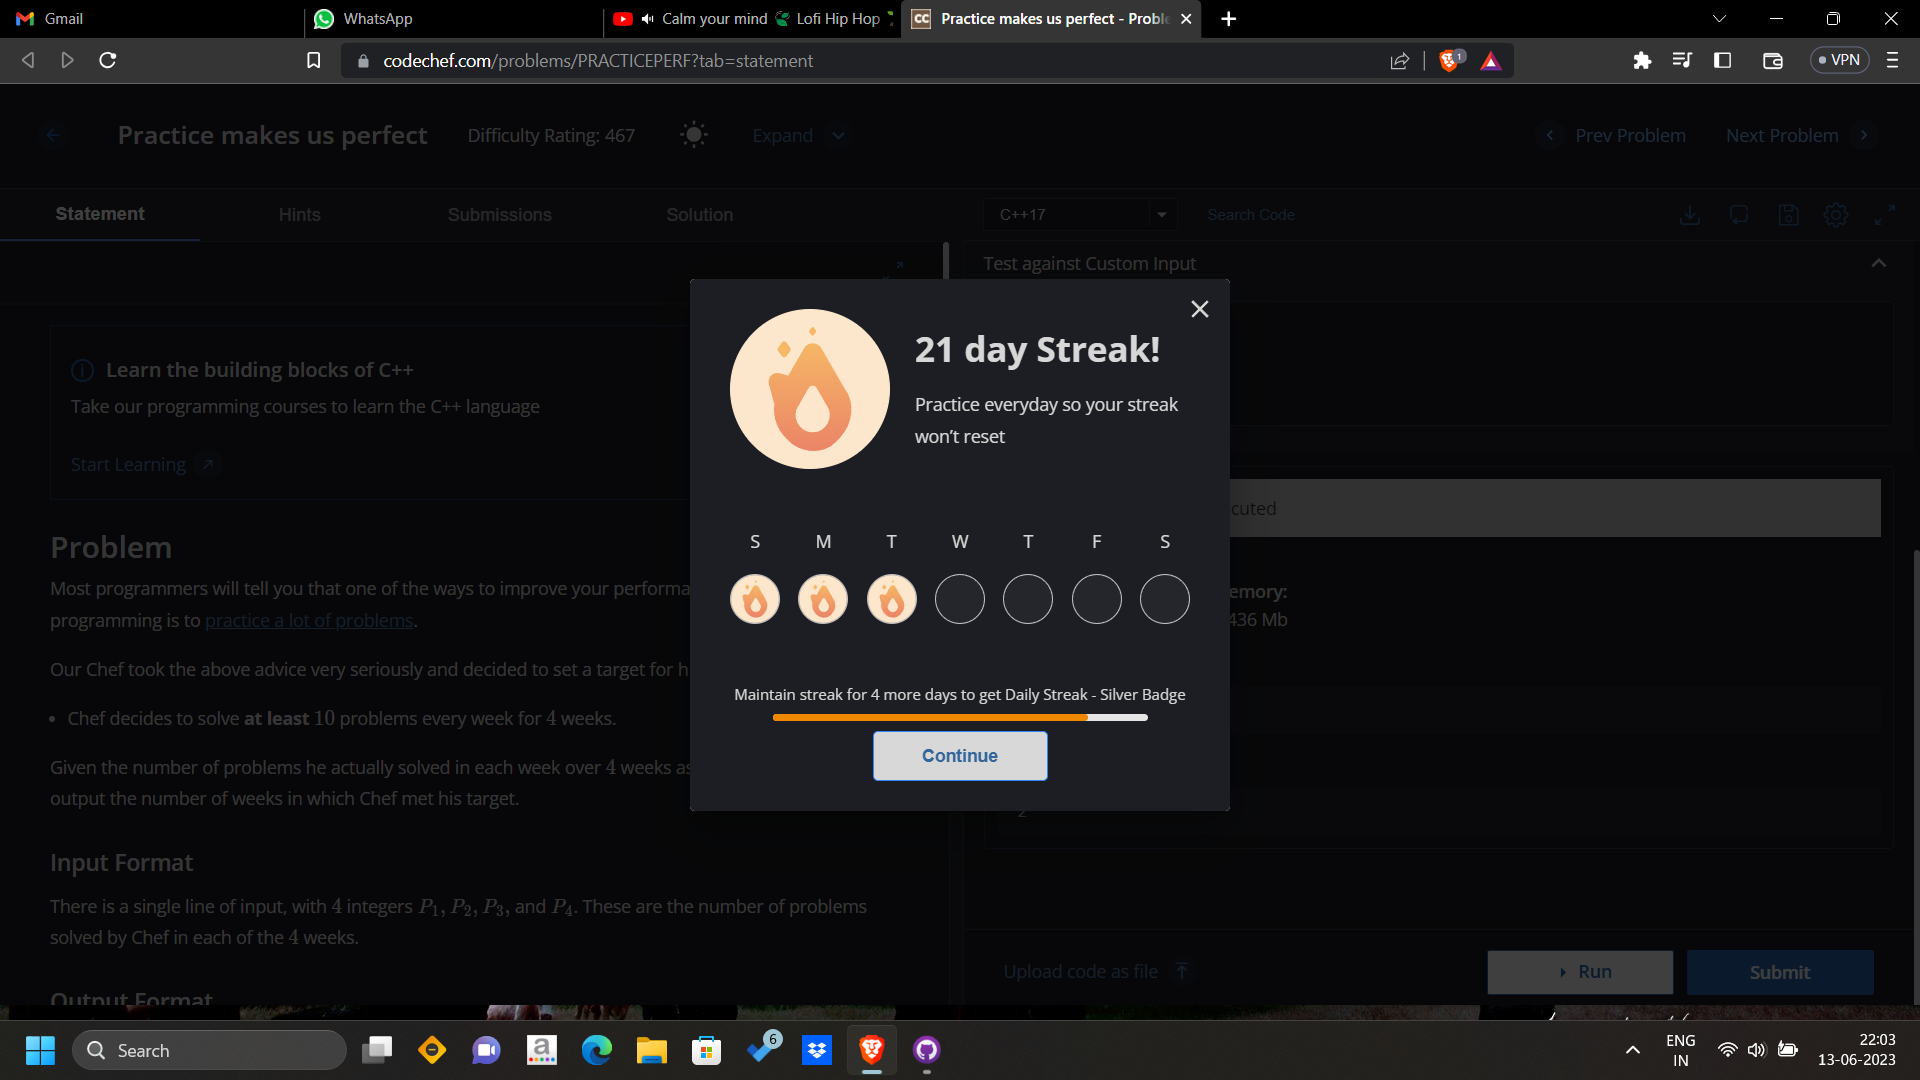 Gmail
WhatsApp
Calm your mind Lofi Hip Hop
Practice makes us perfect - Proble
codechef.com/problems/PRACTICEPERF?tab=statement
1
VPN
Practice makes us perfect
Difficulty Rating: 467
Expand
Prev Problem
Next Problem
Statement
Hints
Submissions
Solution
C++17
Search Code
Test against Custom Input
Learn the building blocks of C++
Take our programming courses to learn the C++ language
Start Learning
Problem
Most programmers will tell you that one of the ways to improve your performa
programming is to practice a lot of problems.
Our Chef took the above advice very seriously and decided to set a target for h
• Chef decides to solve at least 10 problems every week for 4 weeks.
Given the number of problems he actually solved in each week over 4 weeks as
output the number of weeks in which Chef met his target.
Input Format
There is a single line of input, with 4 integers P1, P2, P3, and P4. These are the number of problems
solved by Chef in each of the 4 weeks.
Output Format
21 day Streak!
Practice everyday so your streak
won't reset
S M T W T F S
Maintain streak for 4 more days to get Daily Streak - Silver Badge
Continue
cuted
emory:
436 Mb
2
Upload code as file
Run
Submit
Search
a
6
ENG
IN
22:03
13-06-2023